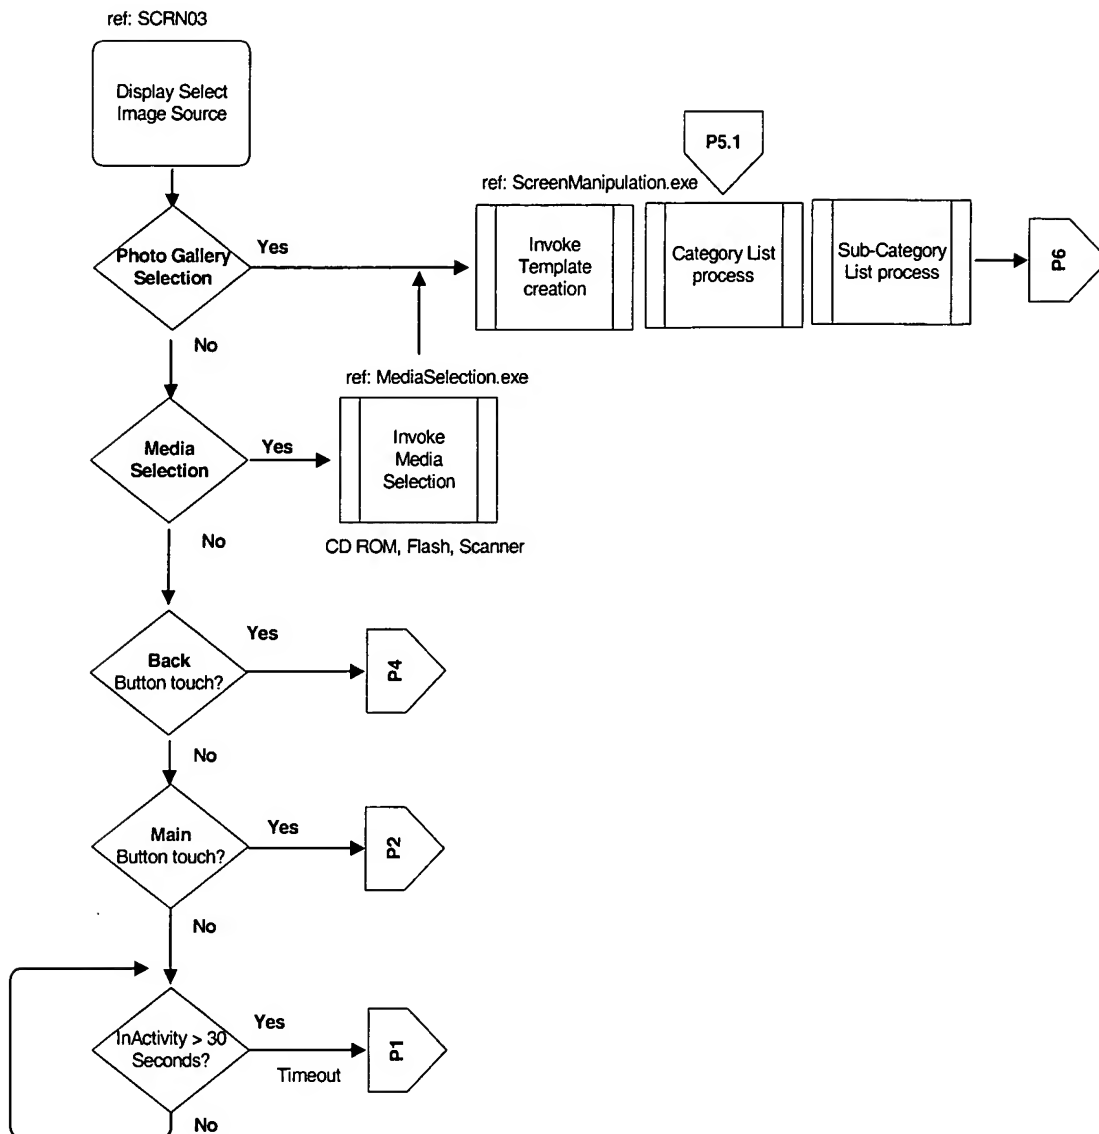 ref: SCRN03
Display Select
Image Source
P5.1
ref: ScreenManipulation.exe
Photo Gallery
Selection
Yes
Invoke
Template
creation
Category List
process
Sub-Category
List process
P6
No
ref: MediaSelection.exe
Media
Selection
Yes
Invoke
Media
Selection
No
CD ROM, Flash, Scanner
Back
Button touch?
Yes
P4
No
Main
Button touch?
Yes
P2
No
InActivity > 30
Seconds?
Yes
Timeout
P1
No